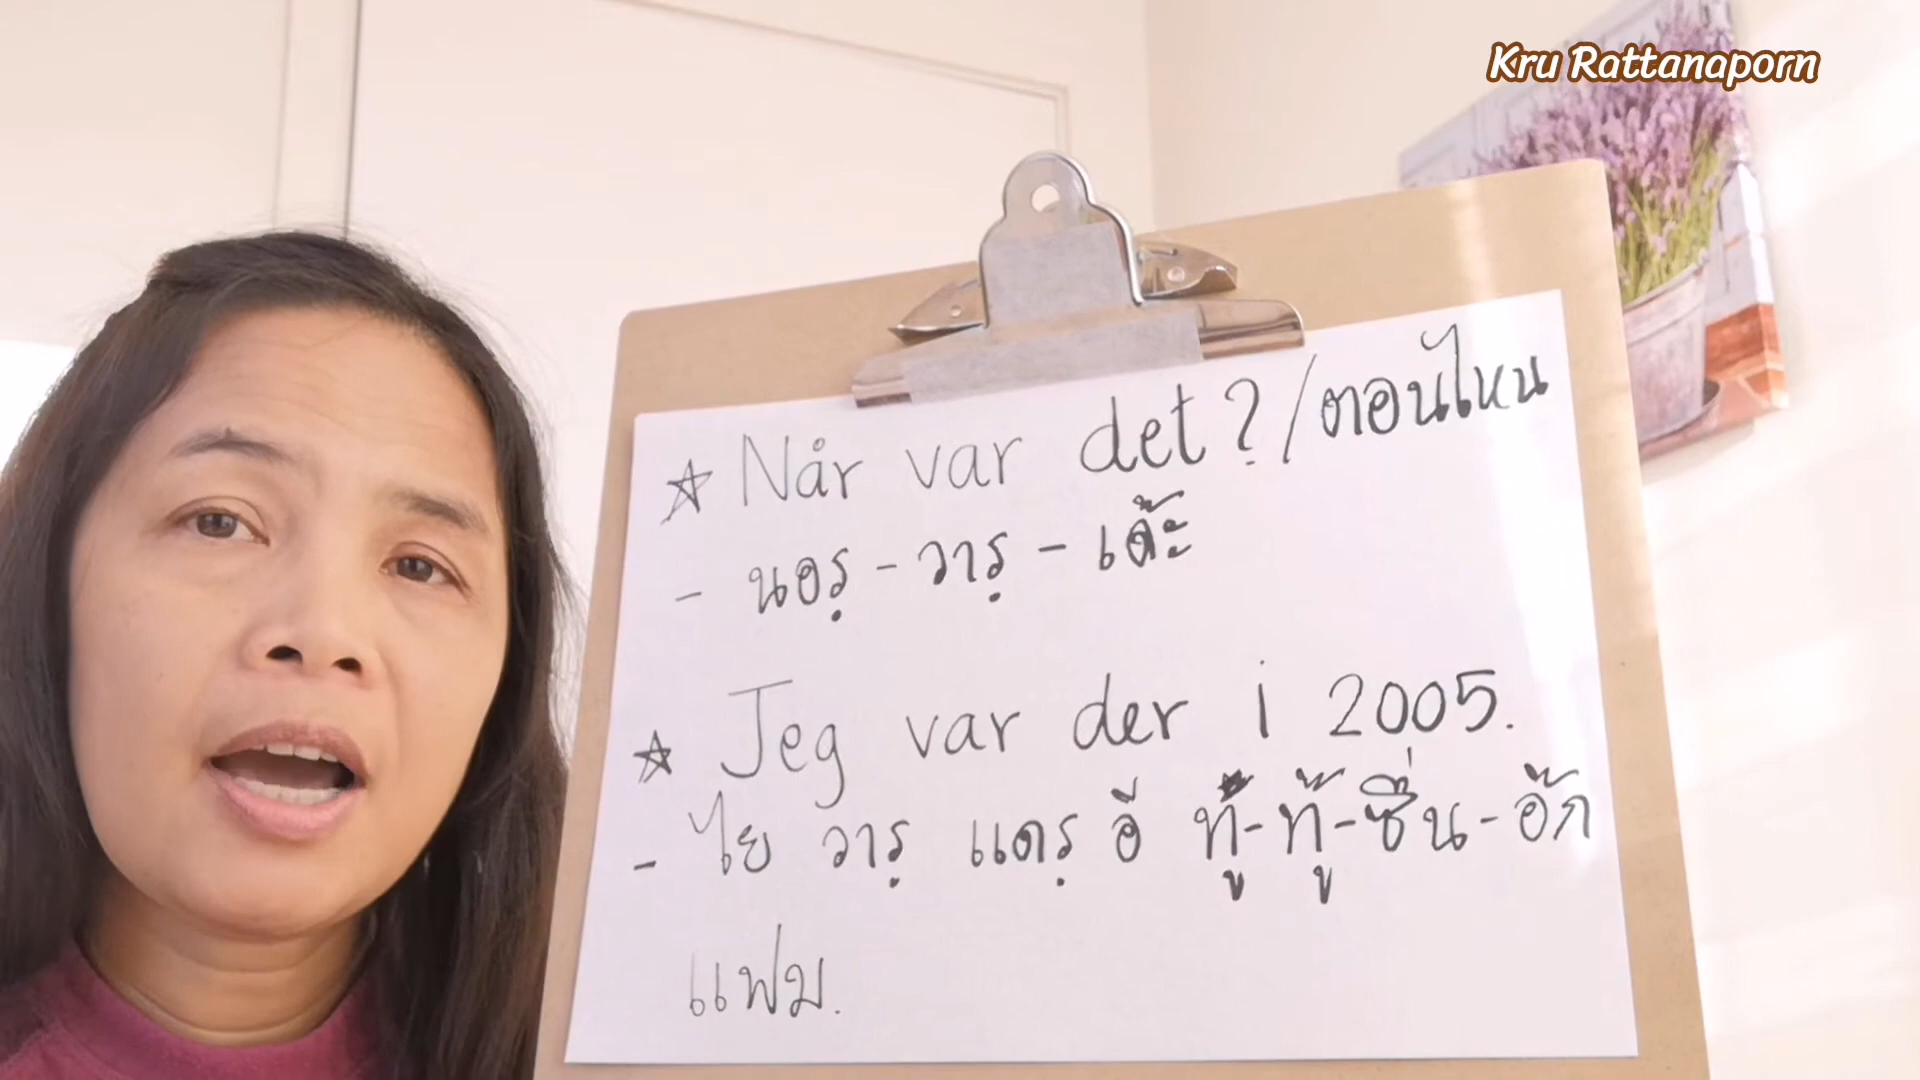 Kru Rattanaporn
☆ Når var det? / ตอนไหน
- นอรฺ - วารฺ - เด้ะ
☆ Jeg var der i 2005.
- ไย วารฺ แดรฺ อี ทู๊ - ทู๊ - ซึ่น - อ๊ก
แฟม.